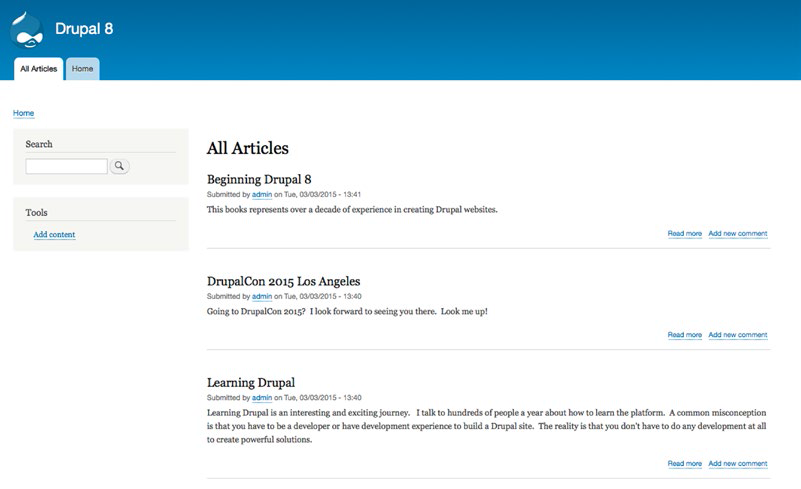 Drupal 8
All Articles
Home
Home
Search
Tools
Add content
All Articles
Beginning Drupal 8
Submitted by admin on Tue, 03/03/2015 - 13:41
This books represents over a decade of experience in creating Drupal websites.
Read more Add new comment
DrupalCon 2015 Los Angeles
Submitted by admin on Tue, 03/03/2015 - 13:40
Going to DrupalCon 2015? I look forward to seeing you there. Look me up!
Read more Add new comment
Learning Drupal
Submitted by admin on Tue, 03/03/2015 - 13:40
Learning Drupal is an interesting and exciting journey. I talk to hundreds of people a year about how to learn the platform. A common misconception
is that you have to be a developer or have development experience to build a Drupal site. The reality is that you don't have to do any development at all
to create powerful solutions.
Read more Add new comment